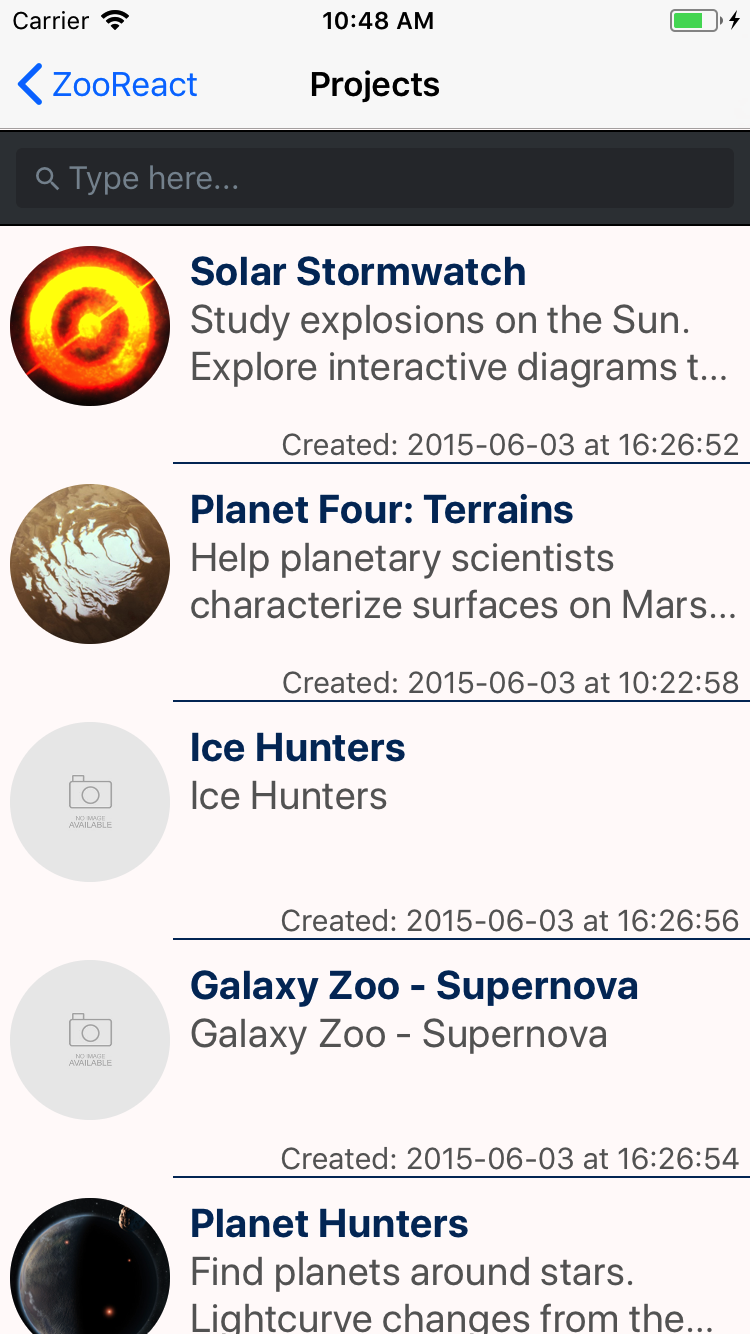 Carrier 10:48 AM
ZooReact Projects
Type here...
Solar Stormwatch
Study explosions on the Sun.
Explore interactive diagrams t...
Created: 2015-06-03 at 16:26:52
Planet Four: Terrains
Help planetary scientists
characterize surfaces on Mars...
Created: 2015-06-03 at 10:22:58
NO IMAGE
AVAILABLE
Ice Hunters
Ice Hunters
Created: 2015-06-03 at 16:26:56
NO IMAGE
AVAILABLE
Galaxy Zoo - Supernova
Galaxy Zoo - Supernova
Created: 2015-06-03 at 16:26:54
Planet Hunters
Find planets around stars.
Lightcurve changes from the...